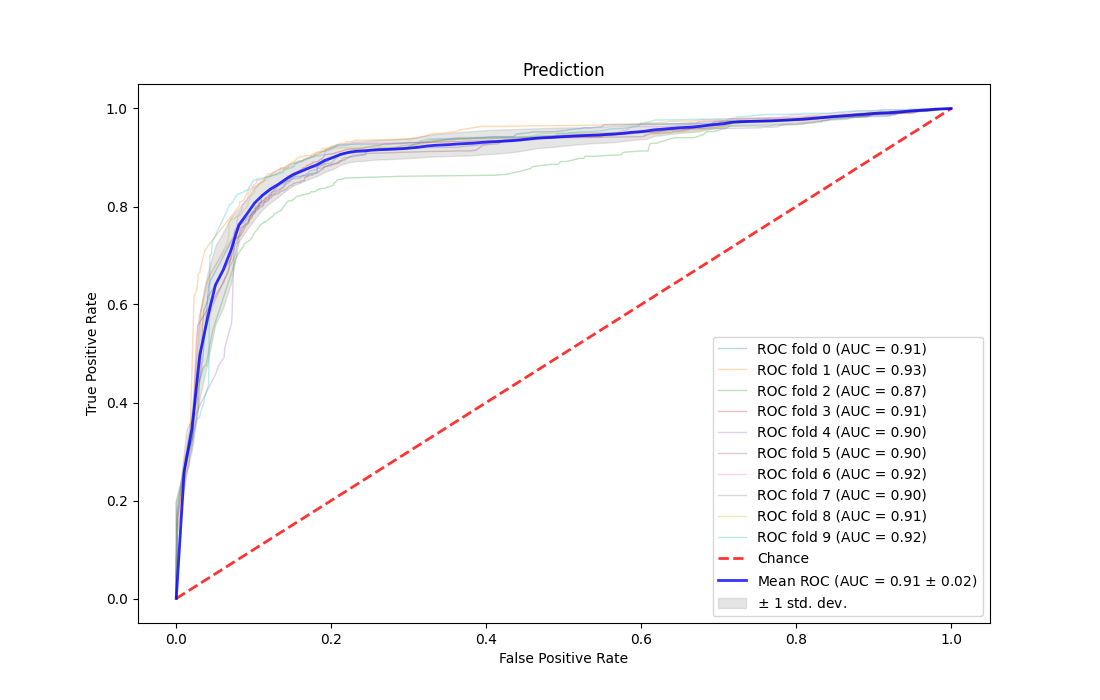 Prediction
True Positive Rate
1.0
0.8
0.6
0.4
0.2
0.0
ROC fold 0 (AUC = 0.91)
ROC fold 1 (AUC = 0.93)
ROC fold 2 (AUC = 0.87)
ROC fold 3 (AUC = 0.91)
ROC fold 4 (AUC = 0.90)
ROC fold 5 (AUC = 0.90)
ROC fold 6 (AUC = 0.92)
ROC fold 7 (AUC = 0.90)
ROC fold 8 (AUC = 0.91)
ROC fold 9 (AUC = 0.92)
Chance
Mean ROC (AUC = 0.91 ± 0.02)
± 1 std. dev.
0.0 0.2 0.4 0.6 0.8 1.0
False Positive Rate